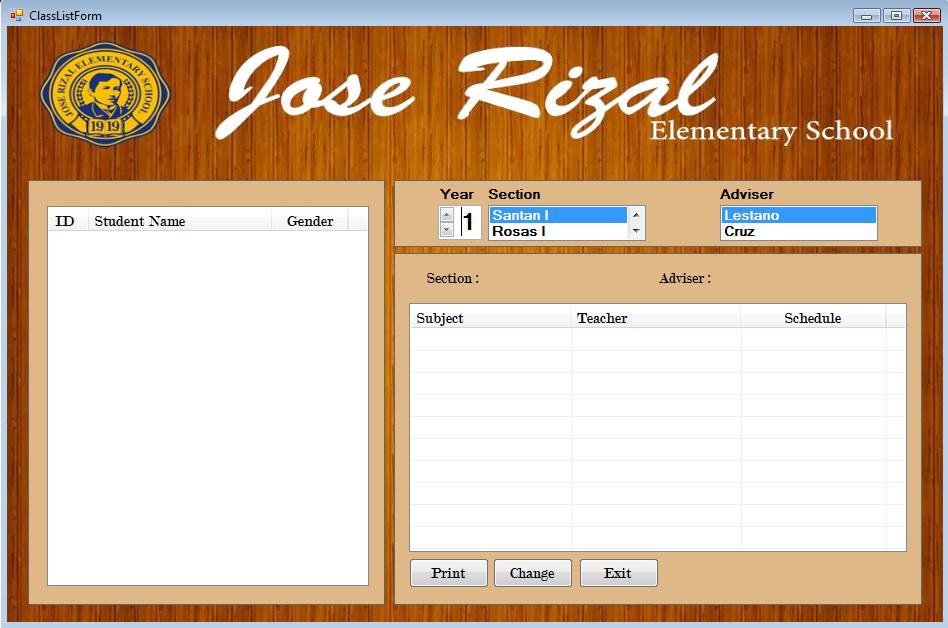 ClassListForm
JOSE RIZAL ELEMENTARY SCHOOL
1919
Jose Rizal
Elementary School
ID Student Name Gender
Year Section Adviser
1
Santan I
Rosas I
Lestano
Cruz
Section : Adviser :
Subject Teacher Schedule
Print Change Exit